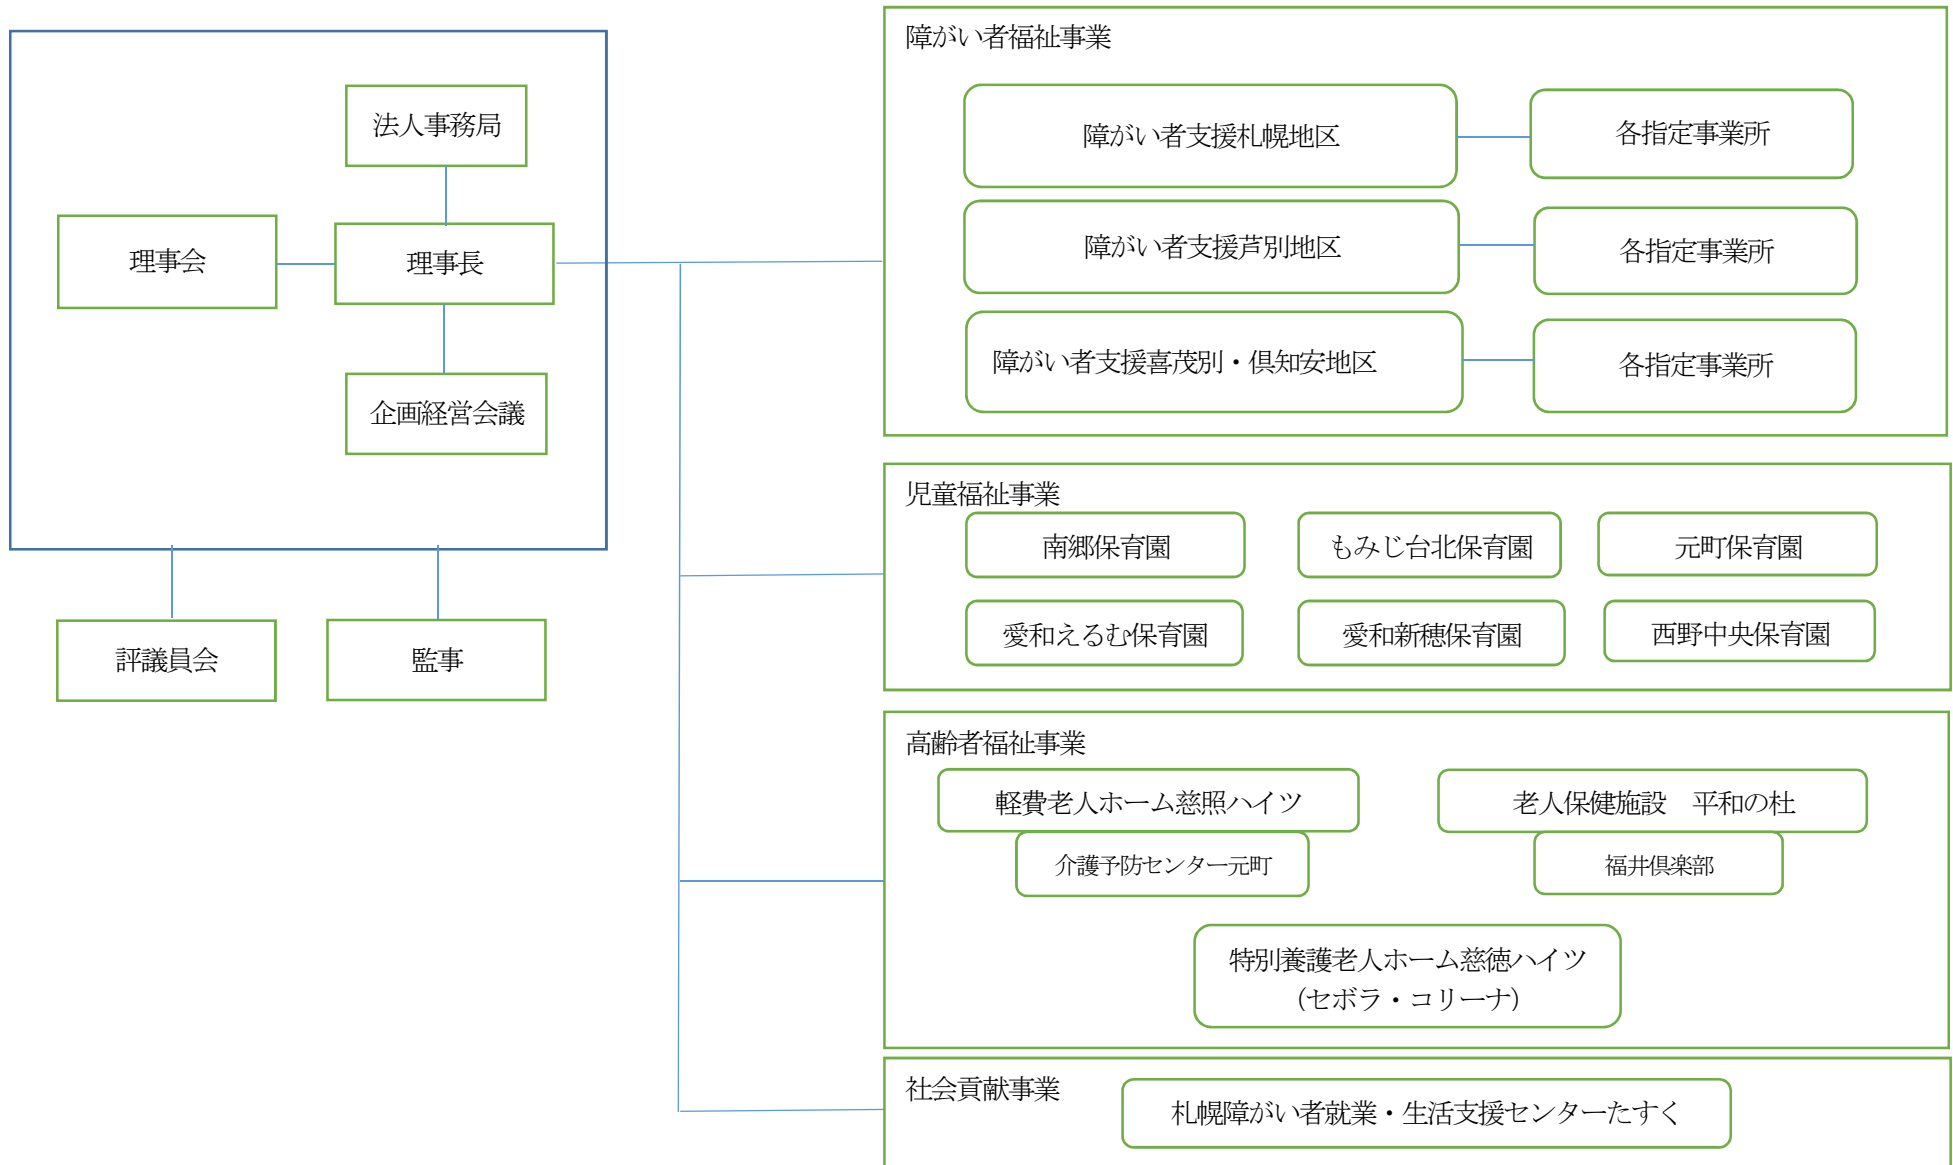 法人事務局
理事会
理事長
企画経営会議
評議員会
監事
障がい者福祉事業
障がい者支援札幌地区
各指定事業所
障がい者支援芦別地区
各指定事業所
障がい者支援喜茂別・倶知安地区
各指定事業所
児童福祉事業
南郷保育園
もみじ台北保育園
元町保育園
愛和えるむ保育園
愛和新穂保育園
西野中央保育園
高齢者福祉事業
軽費老人ホーム慈照ハイツ
老人保健施設　平和の杜
介護予防センター元町
福井倶楽部
特別養護老人ホーム慈徳ハイツ
（セボラ・コリーナ）
社会貢献事業
札幌障がい者就業・生活支援センターたすく